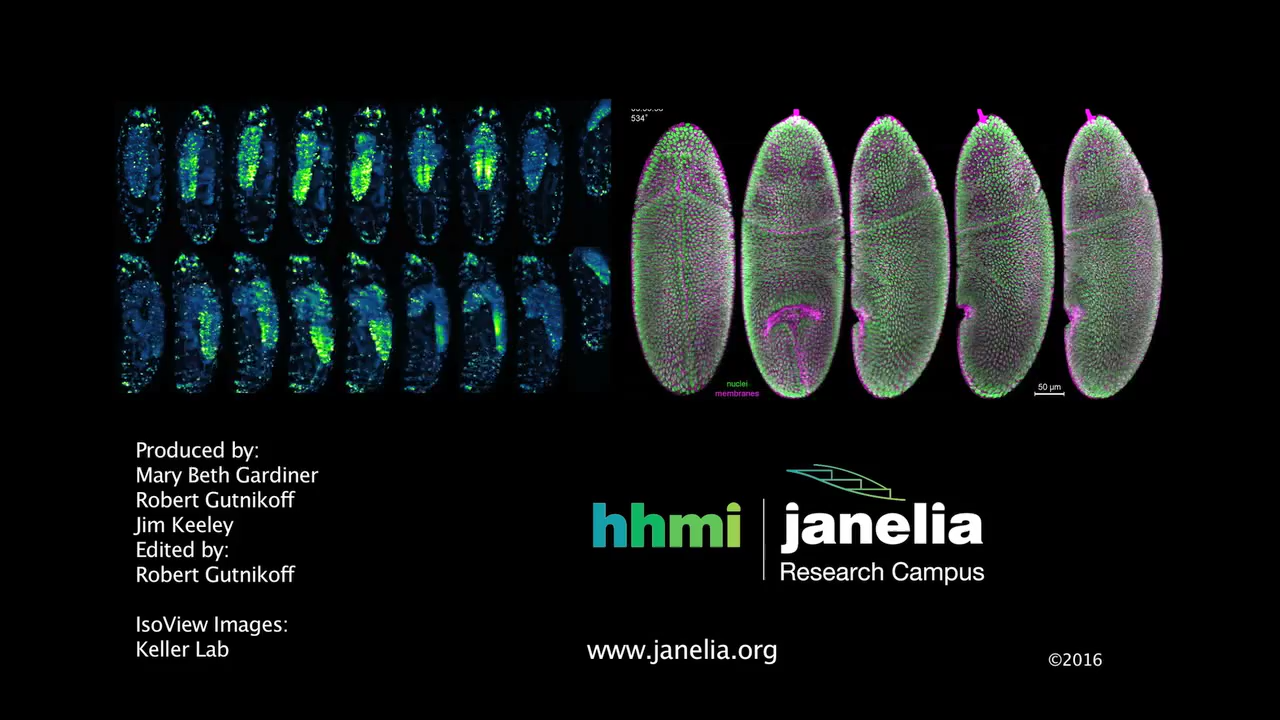 534°
nuclei
membranes
50 µm
Produced by:
Mary Beth Gardiner
Robert Gutnikoff
Jim Keeley
Edited by:
Robert Gutnikoff
IsoView Images:
Keller Lab
hhmi
janelia
Research Campus
www.janelia.org
©2016